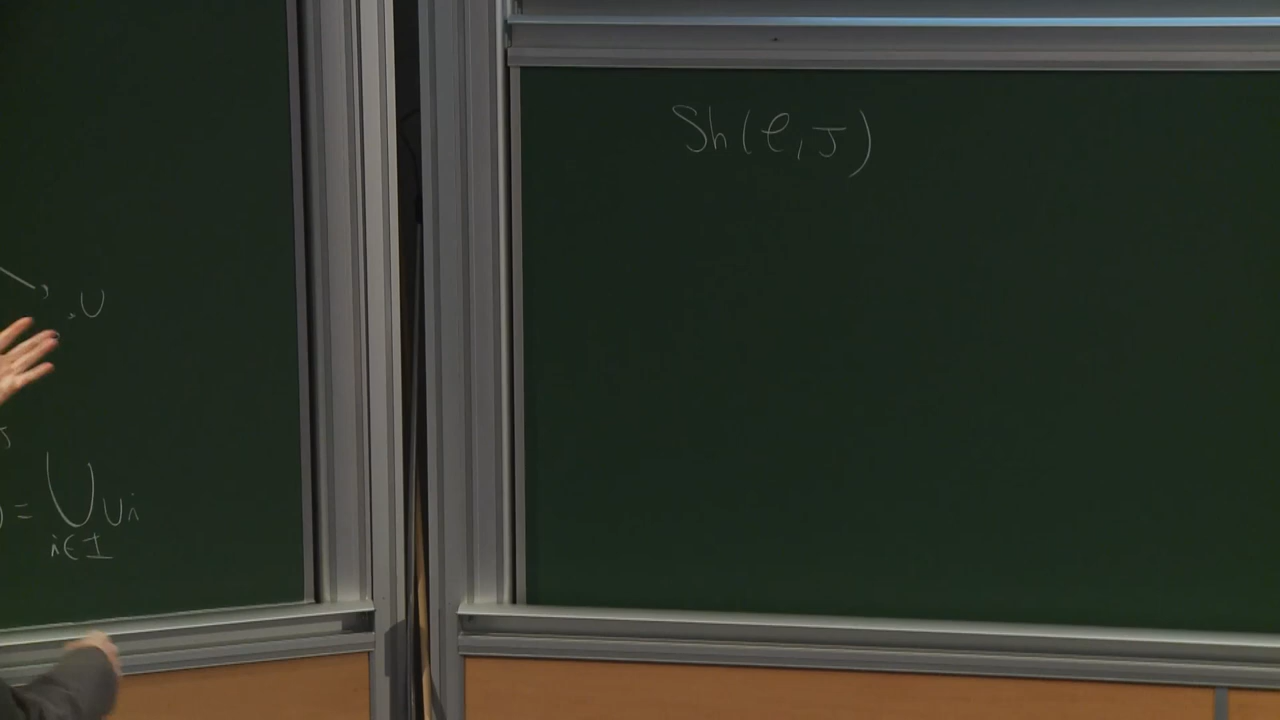 U
J
= ⋃ Ui
i∈I
Sh(𝒞, J)